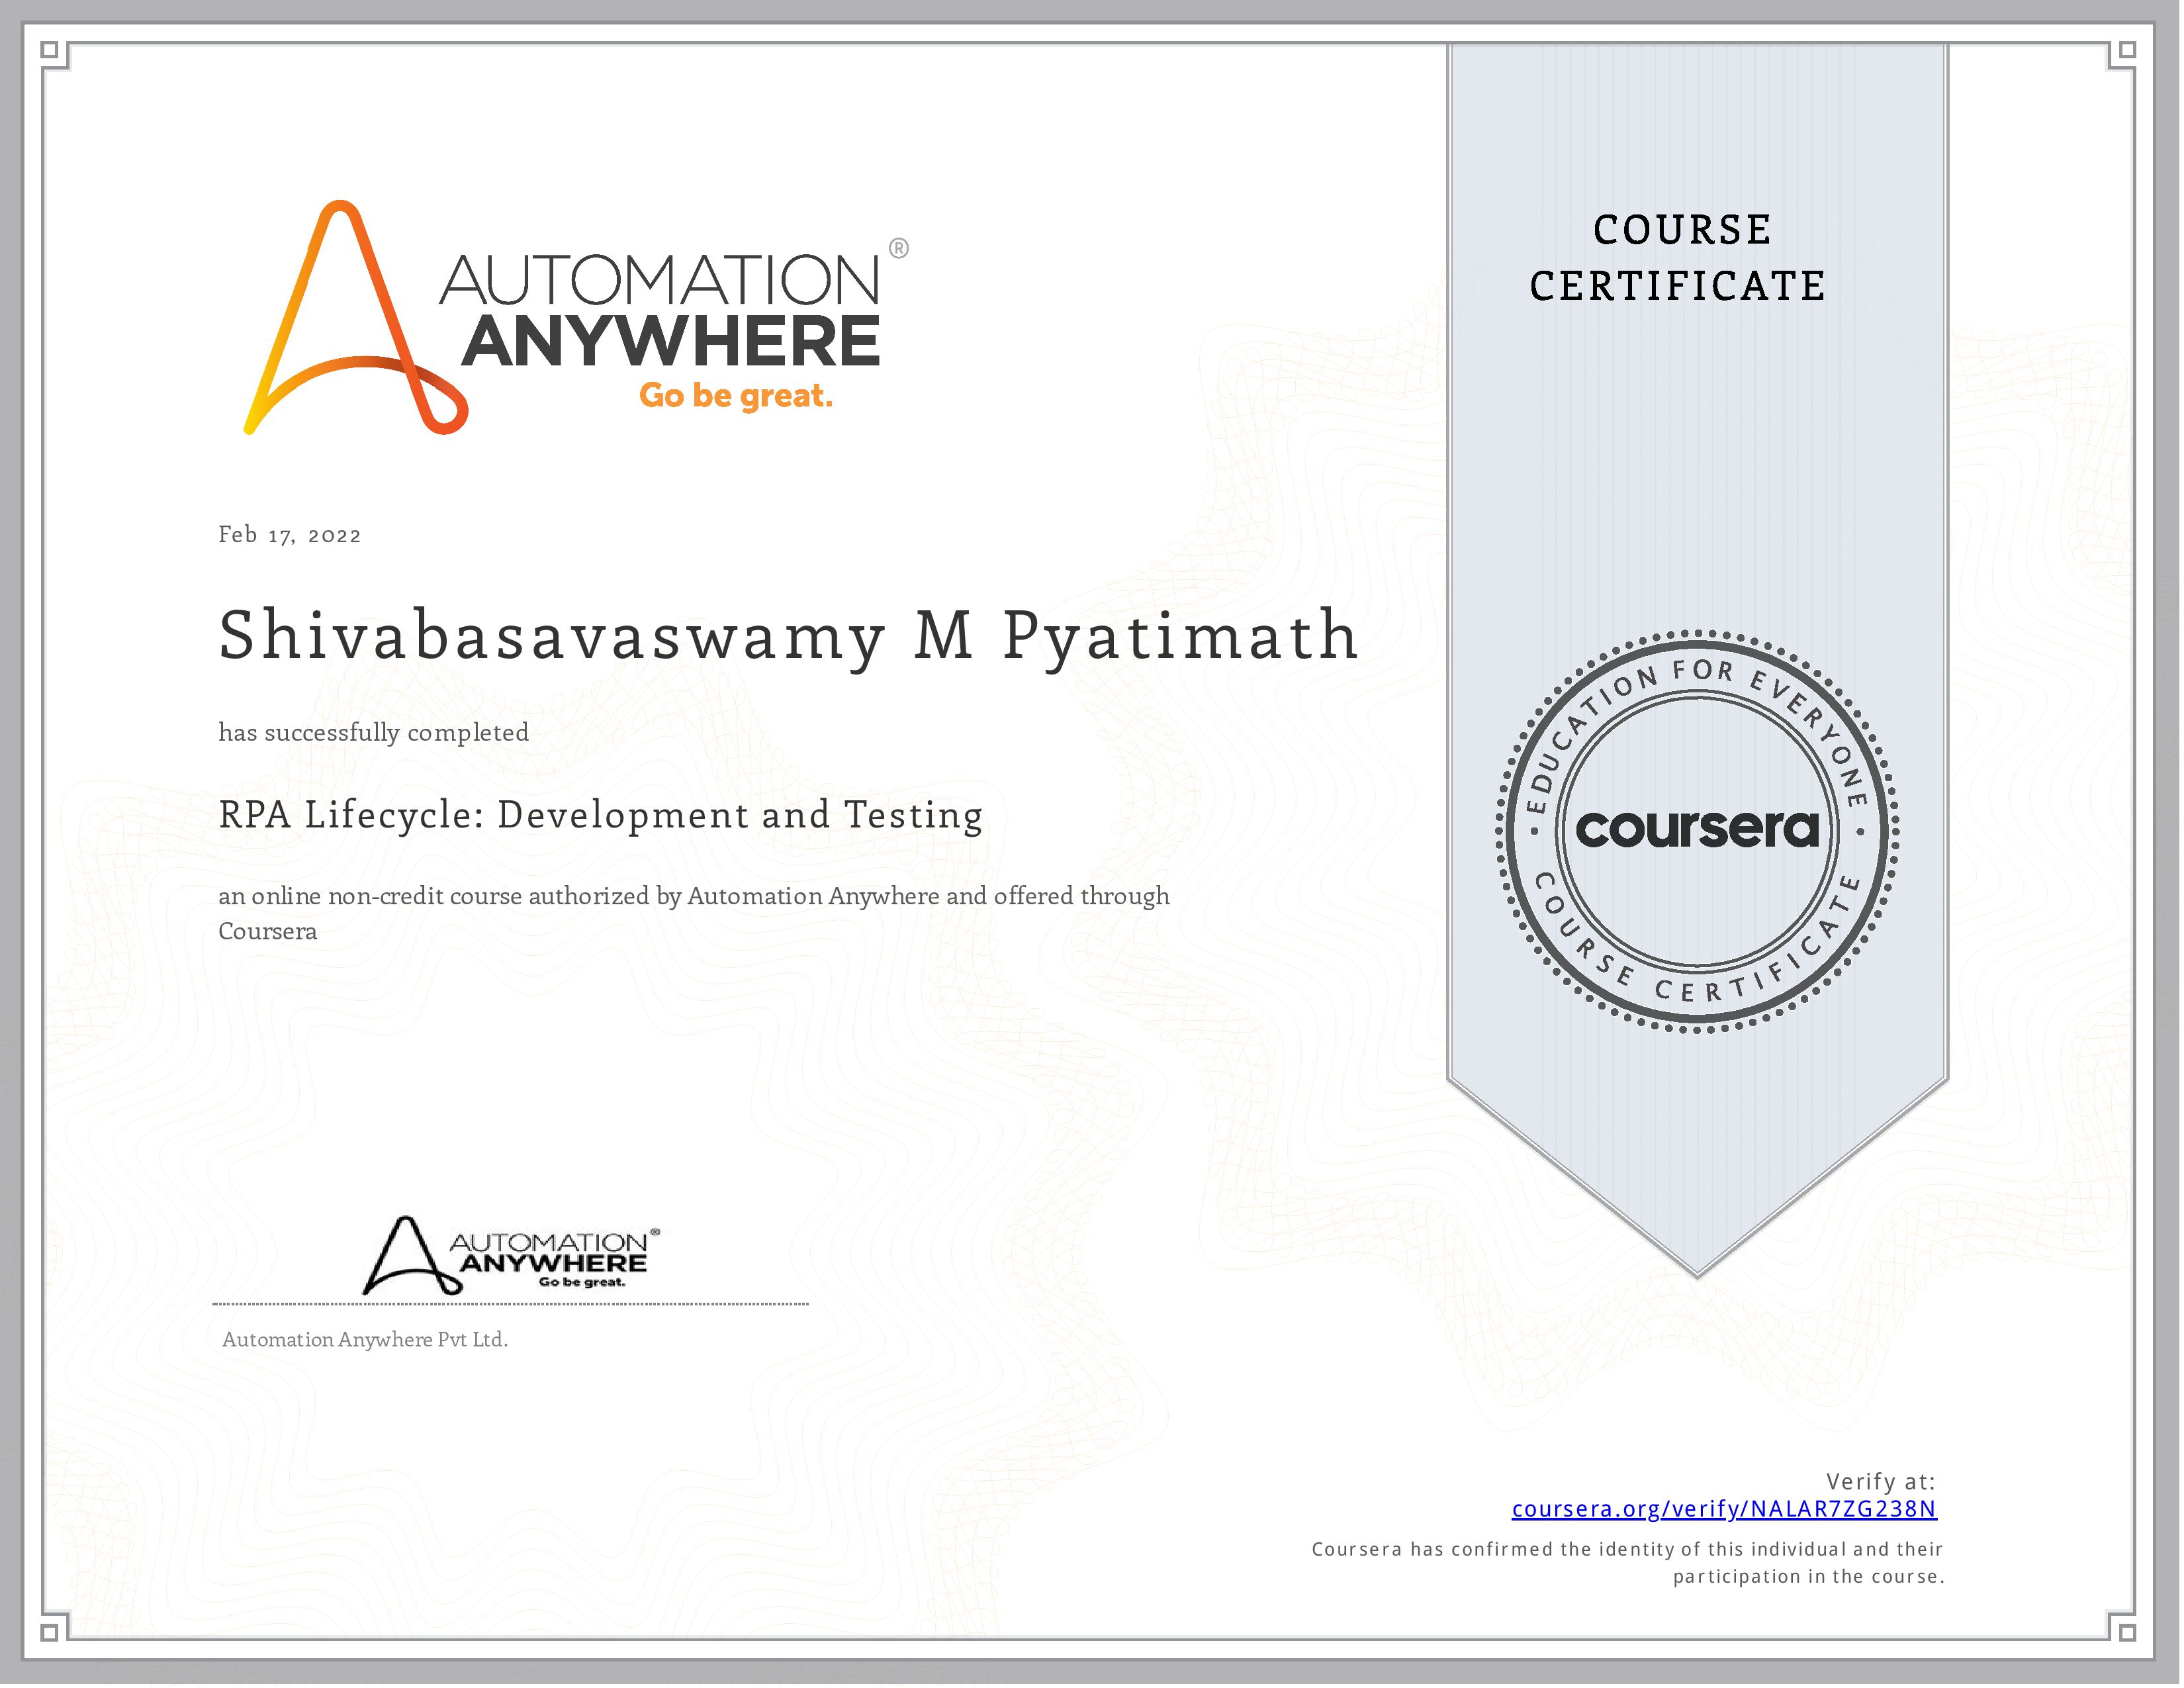 AUTOMATION ®
ANYWHERE
Go be great.
COURSE
CERTIFICATE
Feb 17, 2022
Shivabasavaswamy M Pyatimath
has successfully completed
RPA Lifecycle: Development and Testing
an online non-credit course authorized by Automation Anywhere and offered through
Coursera
EDUCATION FOR EVERYONE
coursera
COURSE CERTIFICATE
AUTOMATION ®
ANYWHERE
Go be great.
Automation Anywhere Pvt Ltd.
Verify at:
coursera.org/verify/NALAR7ZG238N
Coursera has confirmed the identity of this individual and their
participation in the course.